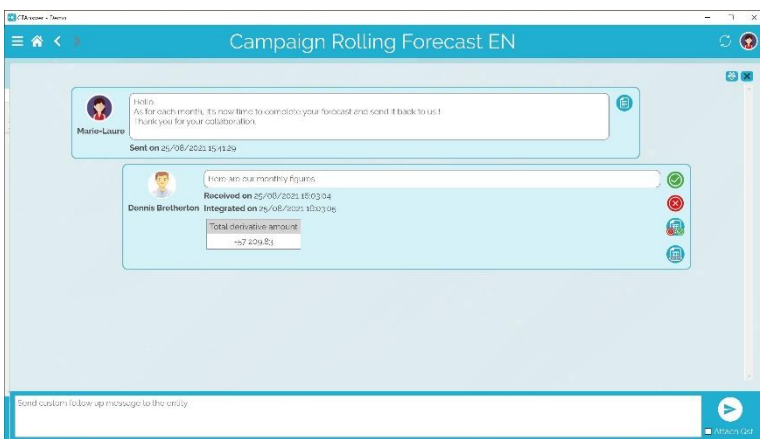 Demo
Campaign Rolling Forecast EN
Hello,
As for each month, it's now time to complete your forecast and send it back to us !
Thank you for your collaboration.
Marie-Laure
Sent on 25/08/2021 15:41:29
Here are our monthly figures
Received on 25/08/2021 16:03:04
Dennis Bretherton Integrated on 25/08/2021 16:03:05
Total derivative amount
-57 209,83
Send custom follow up message to the entity
Attach Qst